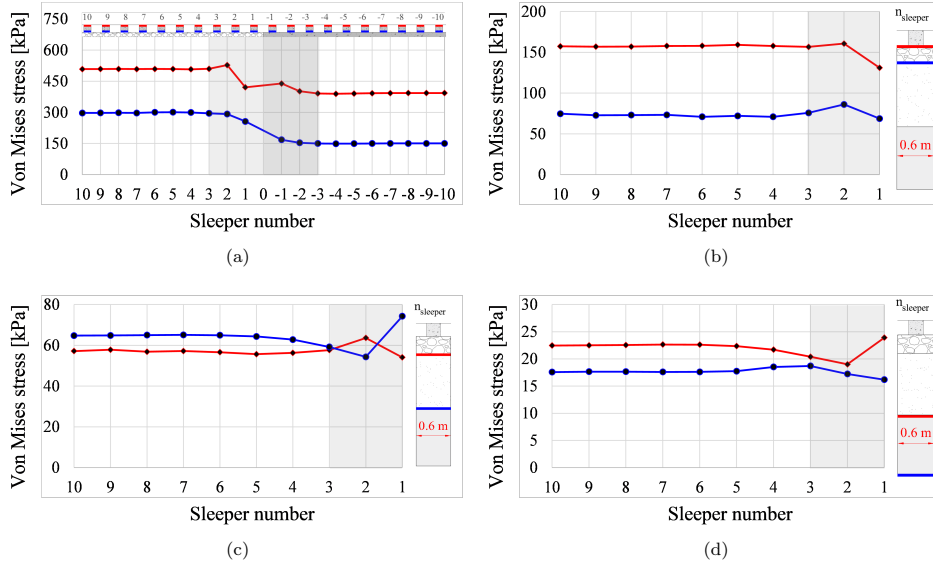 750
600
450
300
150
0
Von Mises stress [kPa]
10 9 8 7 6 5 4 3 2 1 -1 -2 -3 -4 -5 -6 -7 -8 -9 -10
10 9 8 7 6 5 4 3 2 1 0 -1 -2 -3 -4 -5 -6 -7 -8 -9 -10
Sleeper number
(a)
200
150
100
50
0
Von Mises stress [kPa]
10 9 8 7 6 5 4 3 2 1
Sleeper number
n_sleeper
0.6 m
(b)
80
60
40
20
0
Von Mises stress [kPa]
10 9 8 7 6 5 4 3 2 1
Sleeper number
n_sleeper
0.6 m
(c)
30
25
20
15
10
5
0
Von Mises stress [kPa]
10 9 8 7 6 5 4 3 2 1
Sleeper number
n_sleeper
0.6 m
(d)